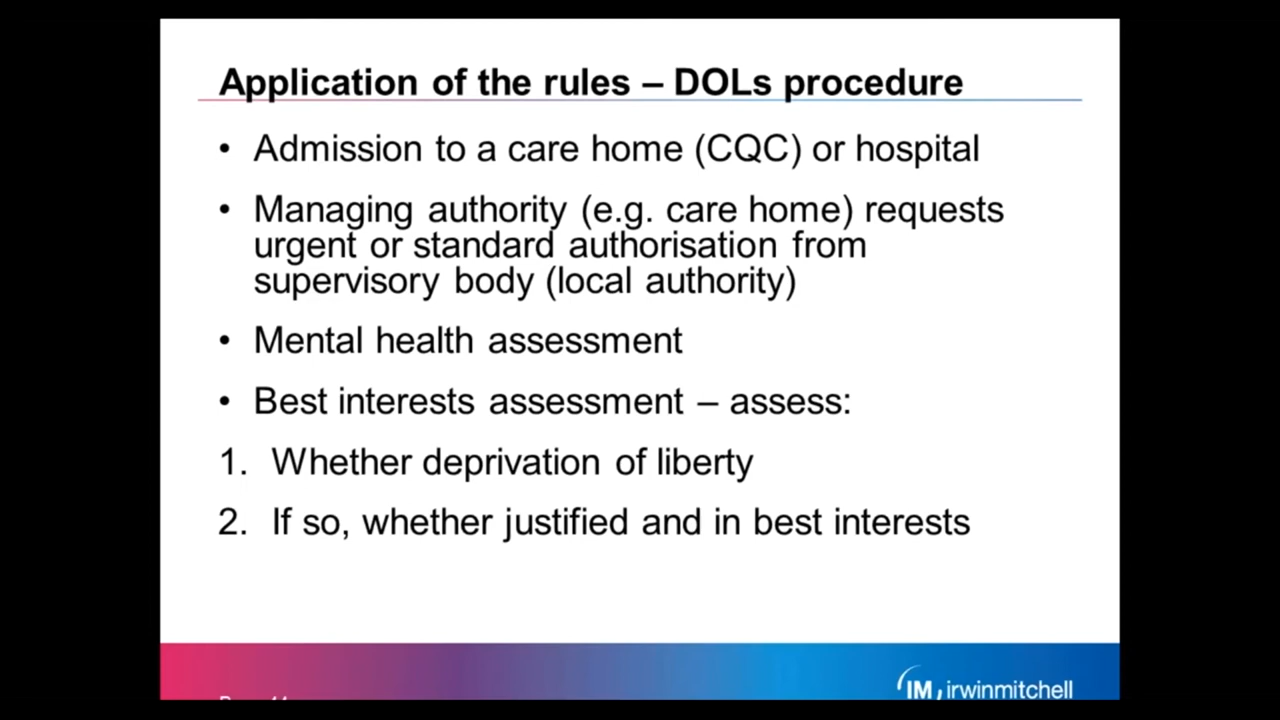 Application of the rules – DOLs procedure
• Admission to a care home (CQC) or hospital
• Managing authority (e.g. care home) requests
urgent or standard authorisation from
supervisory body (local authority)
• Mental health assessment
• Best interests assessment – assess:
1. Whether deprivation of liberty
2. If so, whether justified and in best interests
IM irwinmitchell